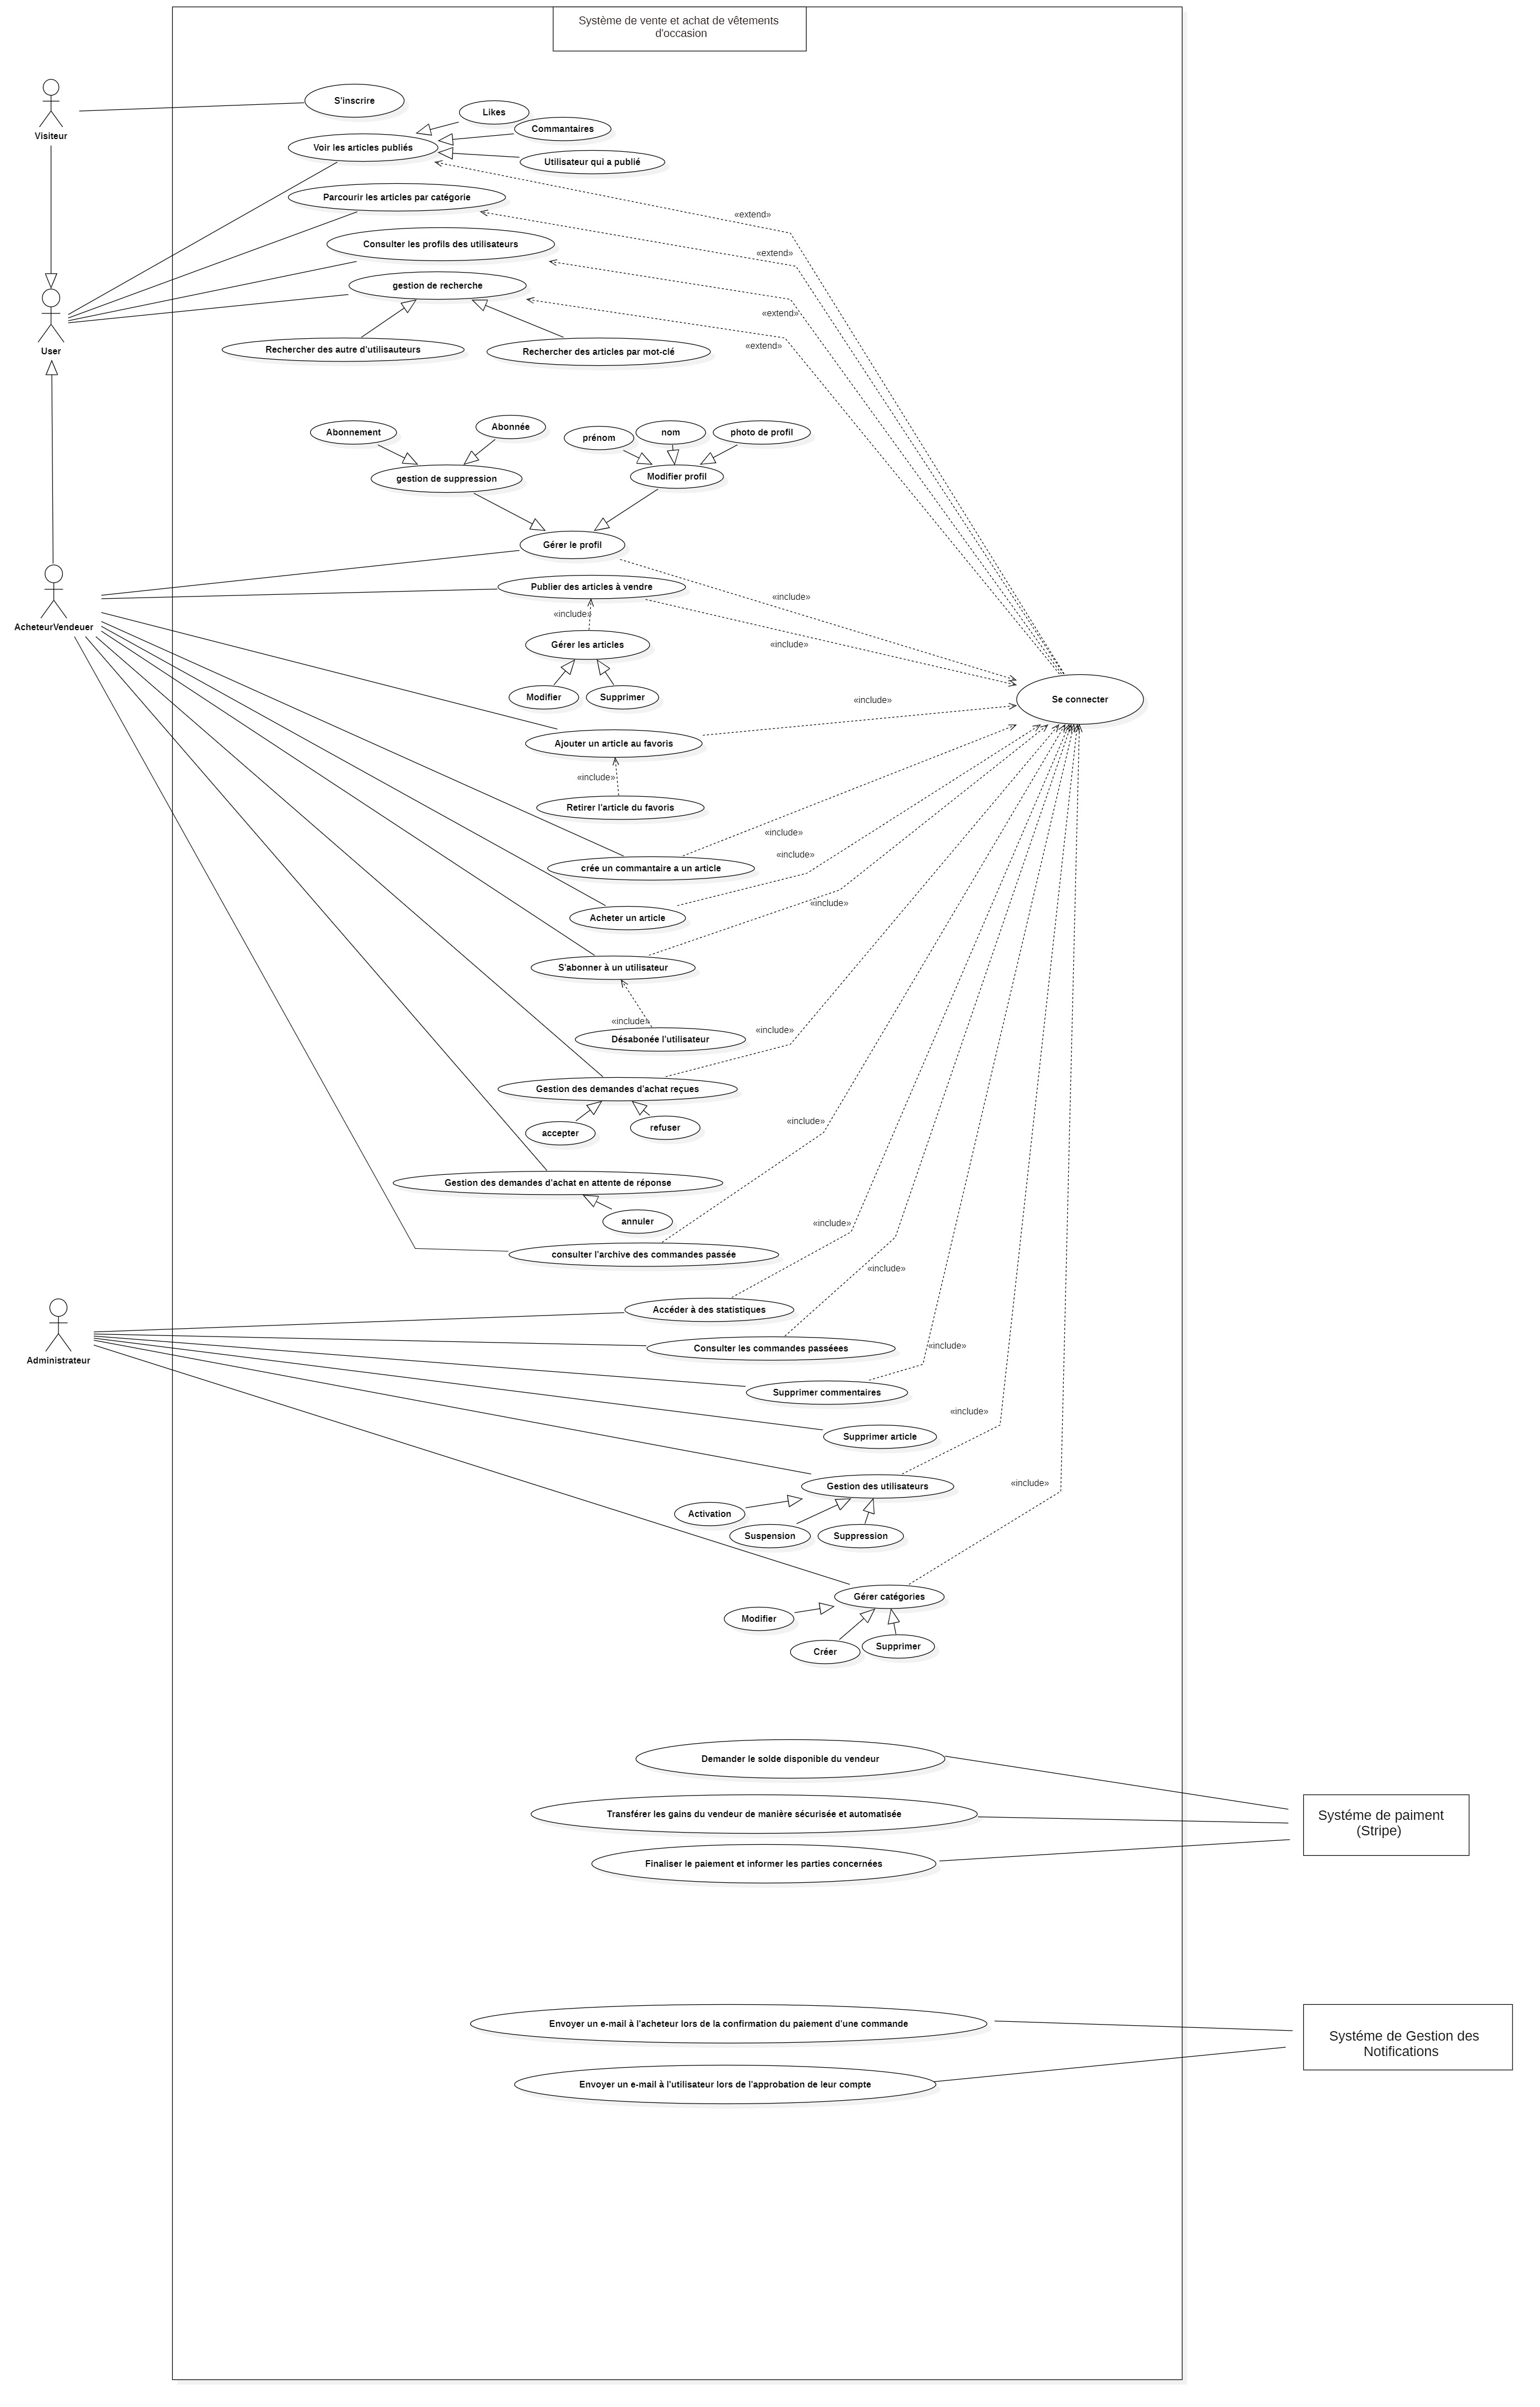 Système de vente et achat de vêtements
d'occasion
S'inscrire
Visiteur
Likes
Commantaires
Voir les articles publiés
Utilisateur qui a publié
Parcourir les articles par catégorie
«extend»
Consulter les profils des utilisateurs
«extend»
gestion de recherche
«extend»
«extend»
User
Rechercher des autre d'utilisauteurs
Rechercher des articles par mot-clé
Abonnement
Abonnée
prénom
nom
photo de profil
gestion de suppression
Modifier profil
Gérer le profil
Publier des articles à vendre
«include»
AcheteurVendeuer
«include»
Gérer les articles
«include»
Modifier
Supprimer
Se connecter
«include»
Ajouter un article au favoris
«include»
Retirer l'article du favoris
«include»
«include»
crée un commantaire a un article
«include»
Acheter un article
S'abonner à un utilisateur
«include»
«include»
Désabonée l'utilisateur
Gestion des demandes d'achat reçues
«include»
accepter
refuser
Gestion des demandes d'achat en attente de réponse
annuler
«include»
consulter l'archive des commandes passée
«include»
Accéder à des statistiques
Administrateur
Consulter les commandes passéees
«include»
Supprimer commentaires
«include»
Supprimer article
Gestion des utilisateurs
«include»
Activation
Suspension
Suppression
Gérer catégories
Modifier
Créer
Supprimer
Demander le solde disponible du vendeur
Transférer les gains du vendeur de manière sécurisée et automatisée
Systéme de paiment
(Stripe)
Finaliser le paiement et informer les parties concernées
Envoyer un e-mail à l'acheteur lors de la confirmation du paiement d'une commande
Systéme de Gestion des
Notifications
Envoyer un e-mail à l'utilisateur lors de l'approbation de leur compte